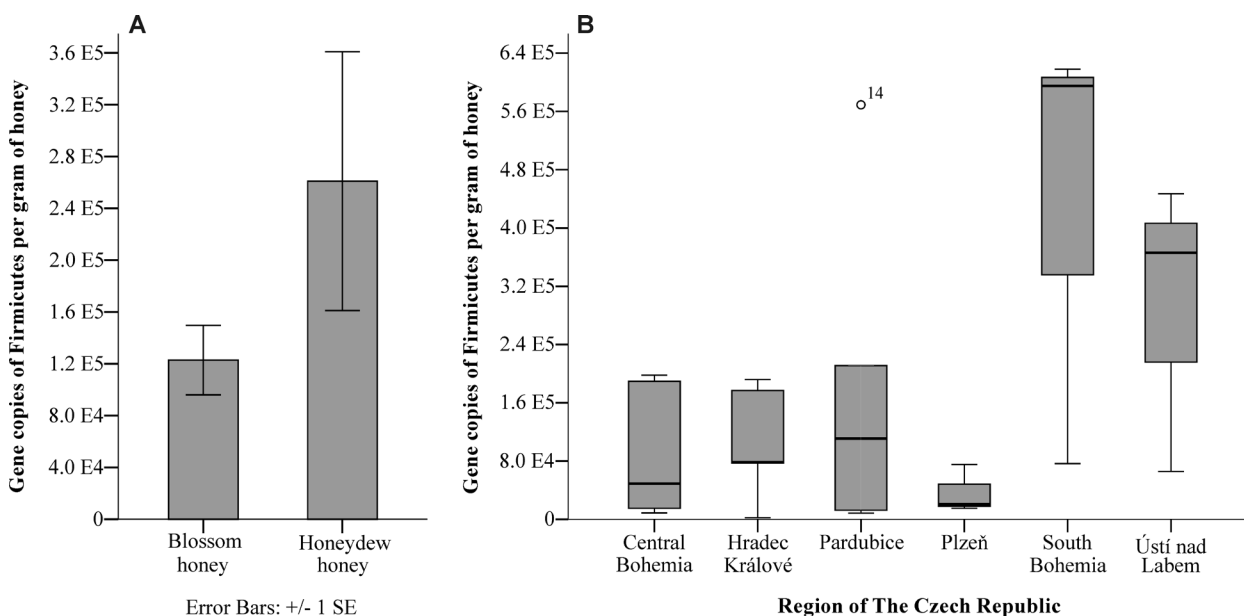 A
Gene copies of Firmicutes per gram of honey
3.6 E5
3.2 E5
2.8 E5
2.4 E5
2.0 E5
1.6 E5
1.2 E5
8.0 E4
4.0 E4
0
Blossom
honey
Honeydew
honey
Error Bars: +/- 1 SE
B
Gene copies of Firmicutes per gram of honey
6.4 E5
5.6 E5
4.8 E5
4.0 E5
3.2 E5
2.4 E5
1.6 E5
8.0 E4
0
14
Central
Bohemia
Hradec
Králové
Pardubice
Plzeň
South
Bohemia
Ústí nad
Labem
Region of The Czech Republic